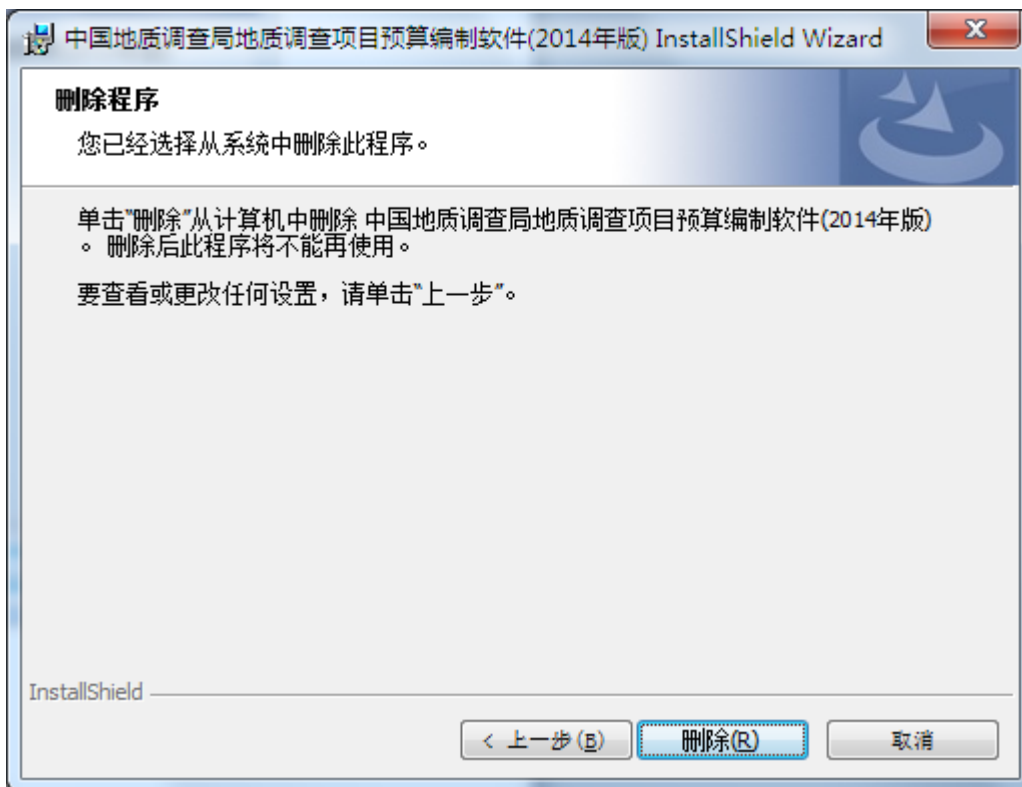 中国地质调查局地质调查项目预算编制软件(2014年版) InstallShield Wizard
删除程序
您已经选择从系统中删除此程序。
单击"删除"从计算机中删除 中国地质调查局地质调查项目预算编制软件(2014年版)
。 删除后此程序将不能再使用。
要查看或更改任何设置，请单击"上一步"。
InstallShield
< 上一步(B)
删除(R)
取消